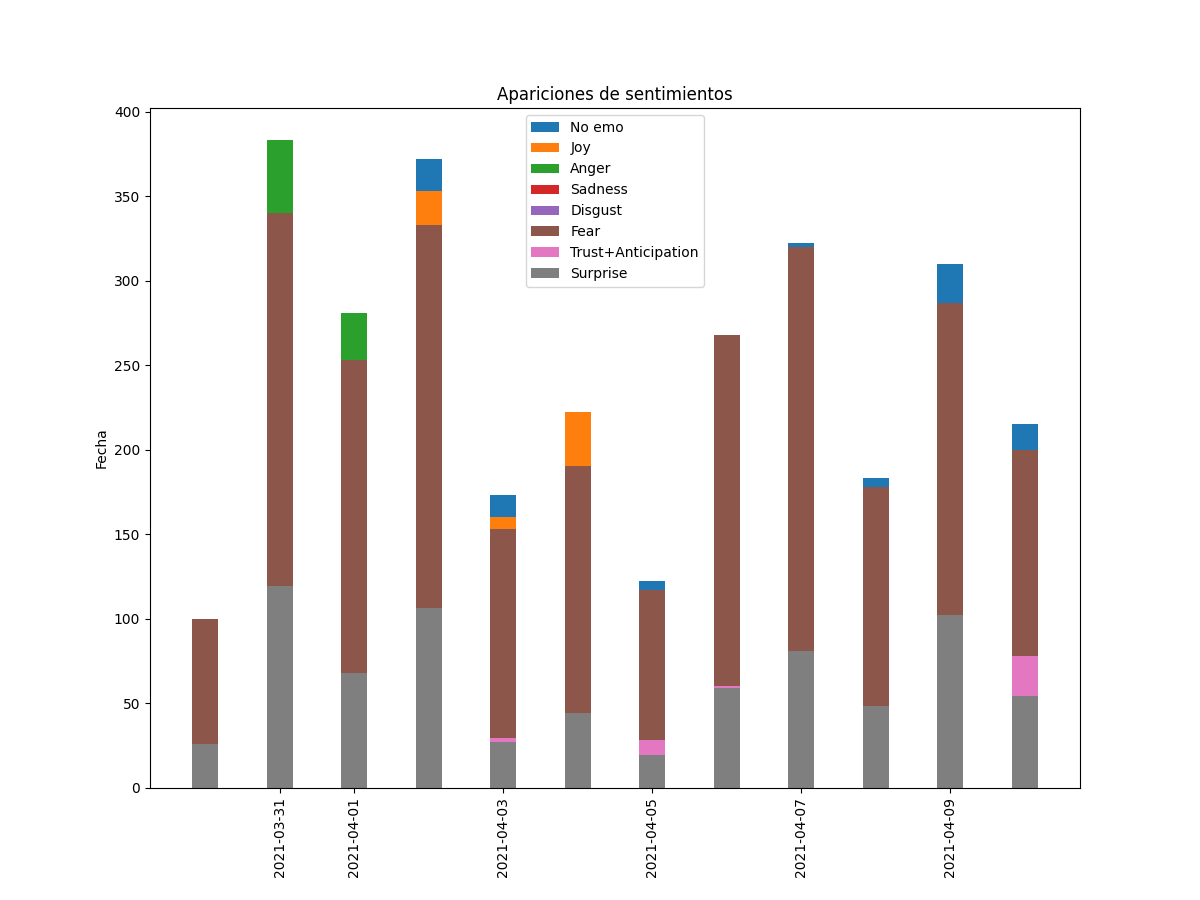 Apariciones de sentimientos
No emo
Joy
Anger
Sadness
Disgust
Fear
Trust+Anticipation
Surprise
Fecha
400
350
300
250
200
150
100
50
0
2021-03-31
2021-04-01
2021-04-03
2021-04-05
2021-04-07
2021-04-09